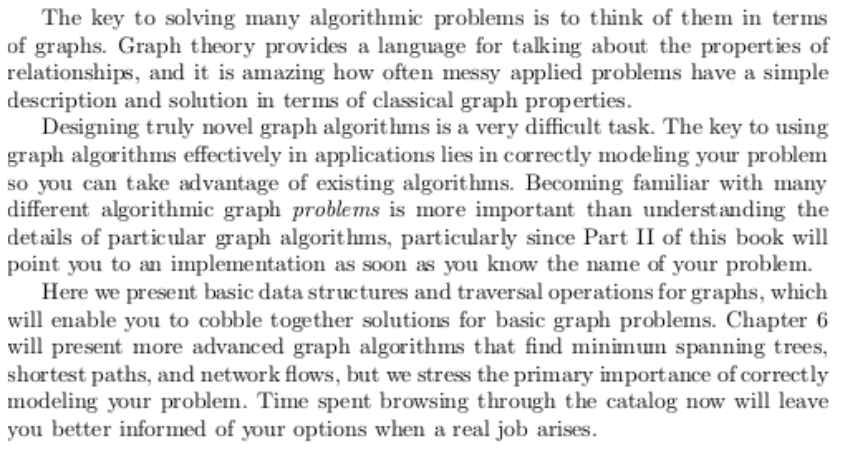 The key to solving many algorithmic problems is to think of them in terms
of graphs. Graph theory provides a language for talking about the properties of
relationships, and it is amazing how often messy applied problems have a simple
description and solution in terms of classical graph properties.
Designing truly novel graph algorithms is a very difficult task. The key to using
graph algorithms effectively in applications lies in correctly modeling your problem
so you can take advantage of existing algorithms. Becoming familiar with many
different algorithmic graph problems is more important than understanding the
details of particular graph algorithms, particularly since Part II of this book will
point you to an implementation as soon as you know the name of your problem.
Here we present basic data structures and traversal operations for graphs, which
will enable you to cobble together solutions for basic graph problems. Chapter 6
will present more advanced graph algorithms that find minimum spanning trees,
shortest paths, and network flows, but we stress the primary importance of correctly
modeling your problem. Time spent browsing through the catalog now will leave
you better informed of your options when a real job arises.